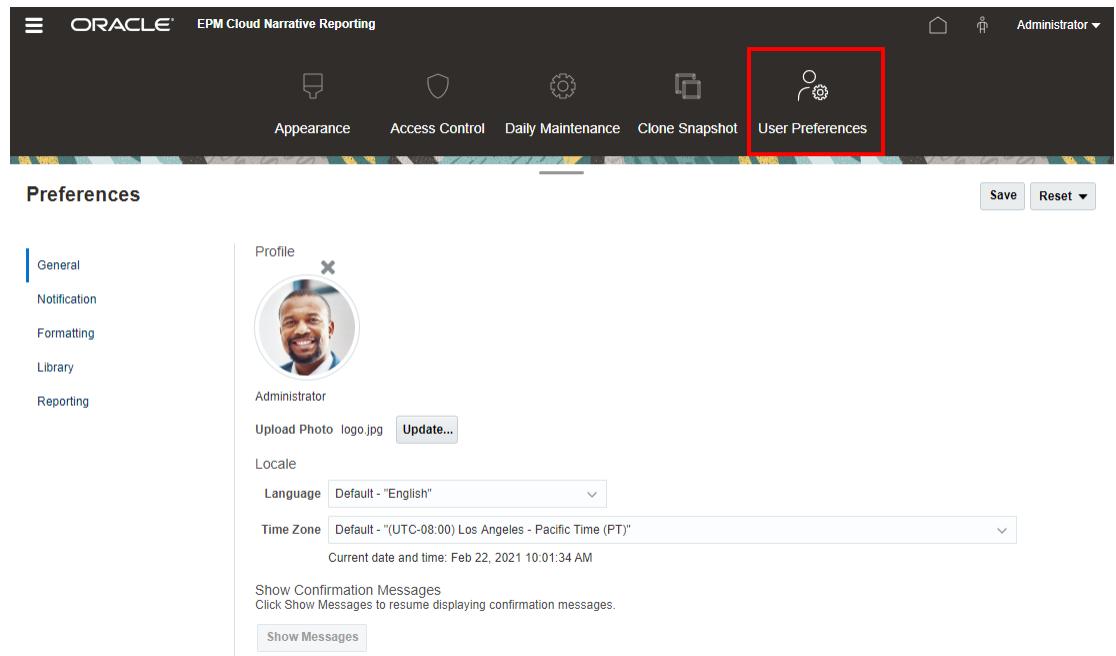 ORACLE EPM Cloud Narrative Reporting Administrator
Appearance Access Control Daily Maintenance Clone Snapshot User Preferences
Preferences Save Reset
General
Notification
Formatting
Library
Reporting
Profile
Administrator
Upload Photo logo.jpg Update...
Locale
Language Default - "English"
Time Zone Default - "(UTC-08:00) Los Angeles - Pacific Time (PT)"
Current date and time: Feb 22, 2021 10:01:34 AM
Show Confirmation Messages
Click Show Messages to resume displaying confirmation messages.
Show Messages